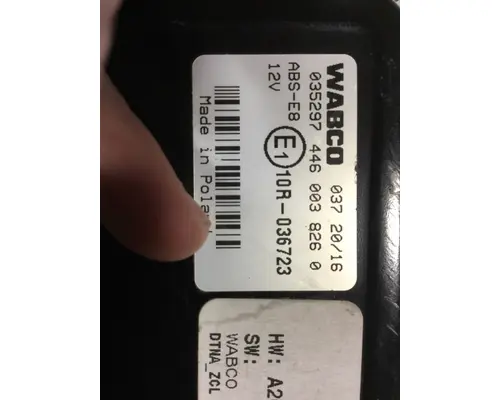 WABCO 037 20/16
035297 446 003 826 0
ABS-E8 E1 10R-036723
12V
Made in
HW: A2
SW:
WABCO
DTNA_ZCL